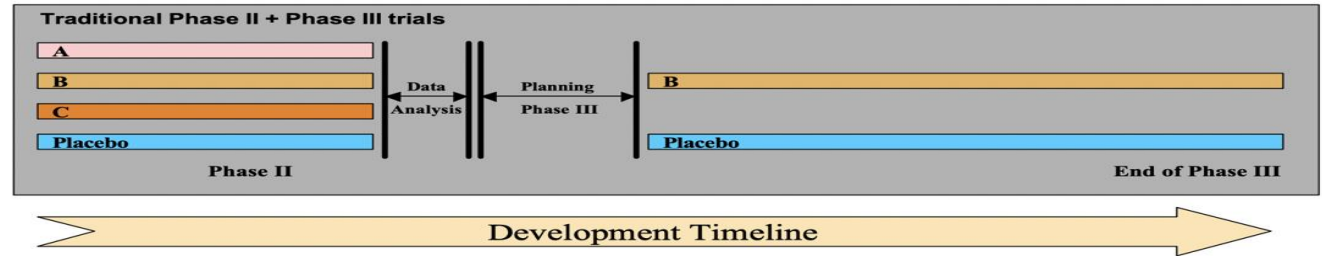 Traditional Phase II + Phase III trials
A
B
C
Placebo
Phase II
Data
Analysis
Planning
Phase III
B
Placebo
End of Phase III
Development Timeline